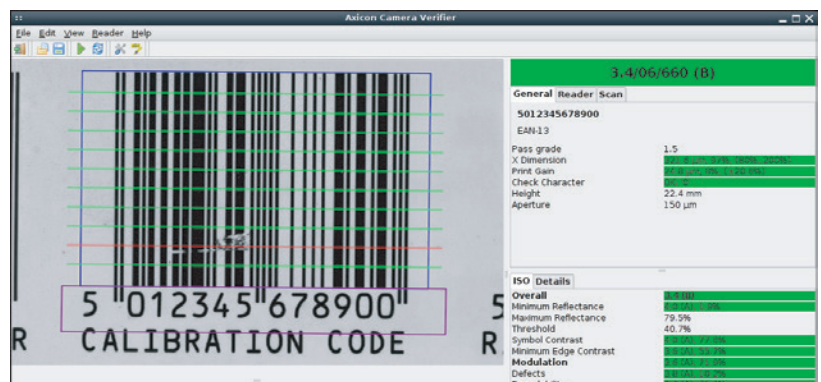 Axicon Camera Verifier
File Edit View Reader Help
3.4/06/660 (B)
General Reader Scan
5012345678900
EAN-13
Pass grade 1.5
X Dimension
Print Gain
Check Character
Height 22.4 mm
Aperture 150 µm
ISO Details
Overall 3.4 (B)
Minimum Reflectance
Maximum Reflectance 79.5%
Threshold 40.7%
Symbol Contrast
Minimum Edge Contrast
Modulation
Defects
5 012345 678900 5
R CALIBRATION CODE R